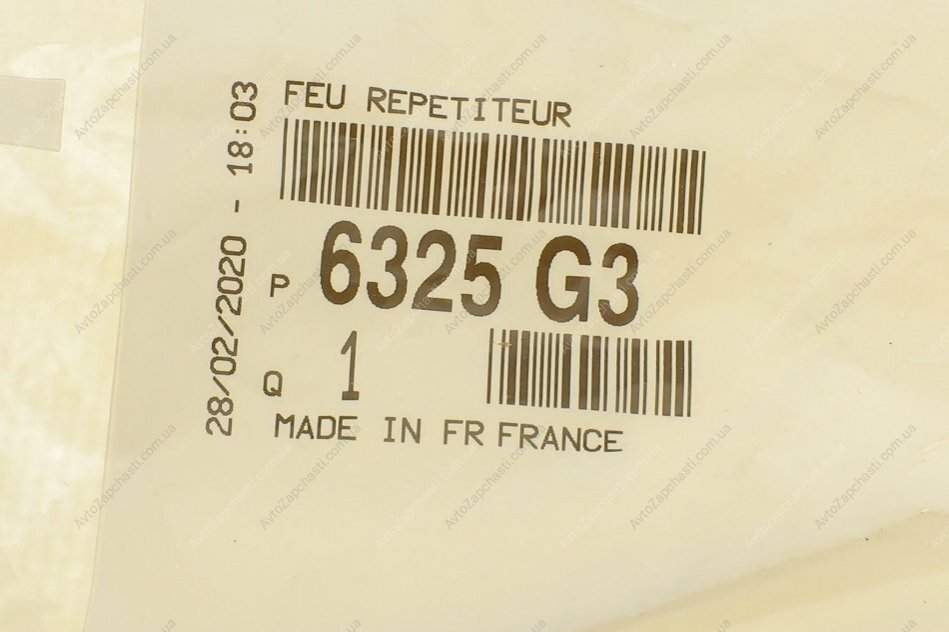 FEU REPETITEUR
P 6325 G3
Q 1
MADE IN FR FRANCE
28/02/2020 - 18:03
AvtoZapchasti.com.ua